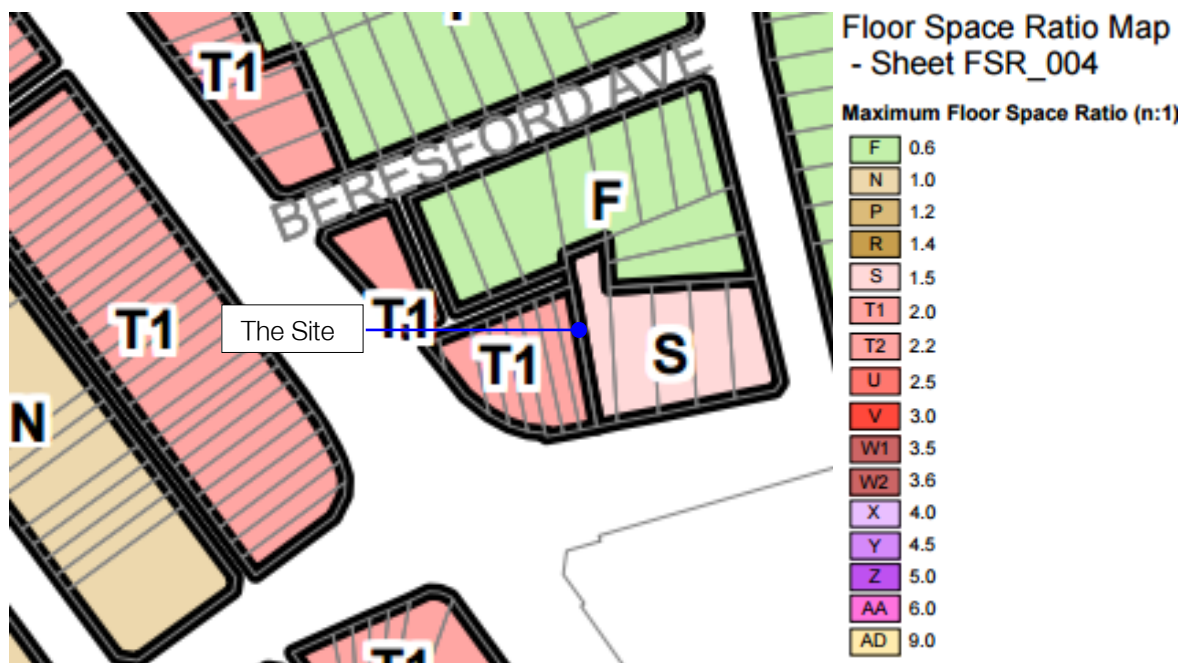 T1
F
BERESFORD AVE
F
T1
The Site
T1
T1
S
N
T1
Floor Space Ratio Map
- Sheet FSR_004
Maximum Floor Space Ratio (n:1)
F 0.6
N 1.0
P 1.2
R 1.4
S 1.5
T1 2.0
T2 2.2
U 2.5
V 3.0
W1 3.5
W2 3.6
X 4.0
Y 4.5
Z 5.0
AA 6.0
AD 9.0